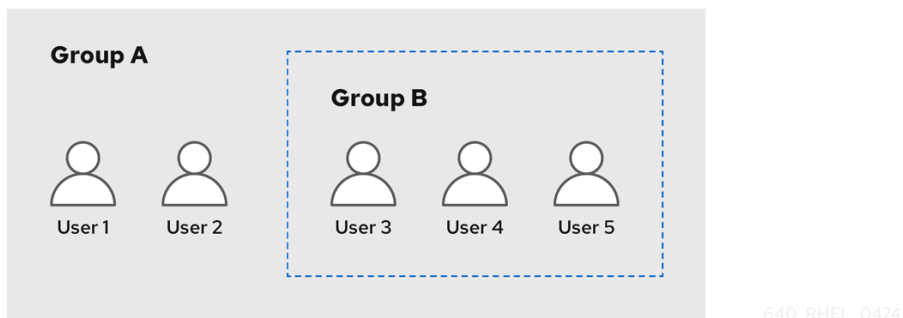 Group A
Group B
User 1
User 2
User 3
User 4
User 5
640_RHEL_0424